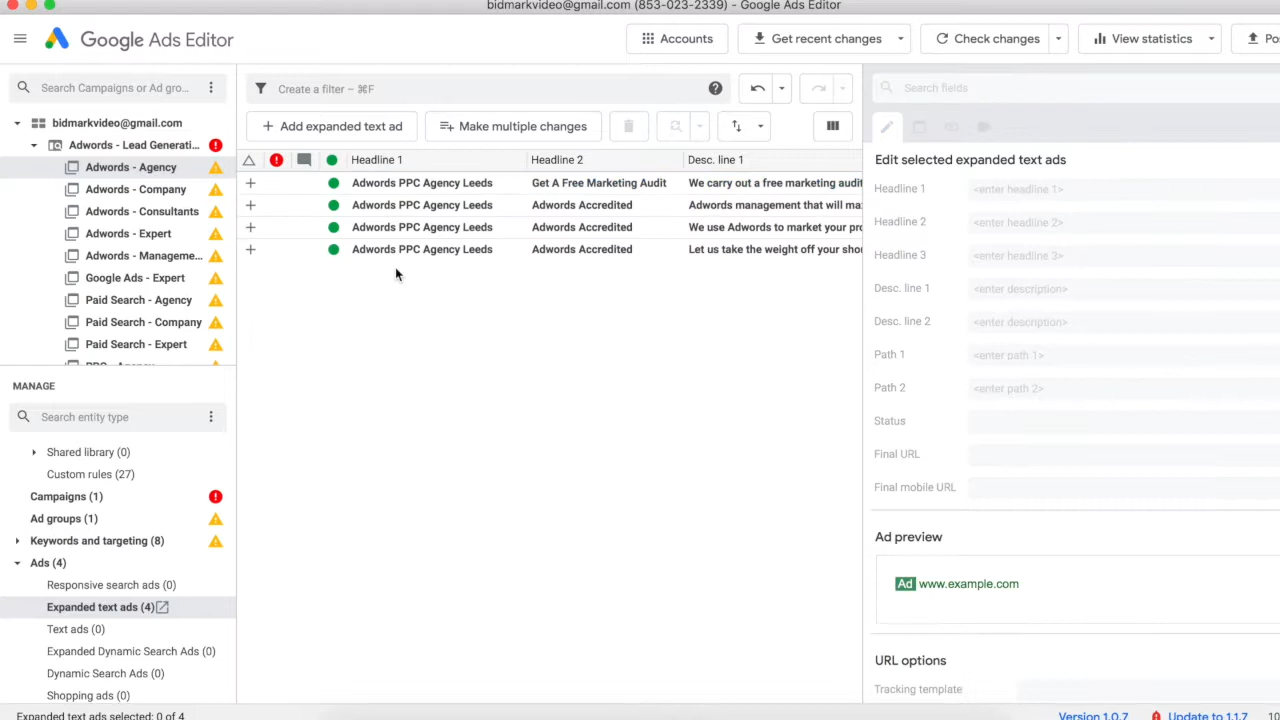 bidmarkvideo@gmail.com (853-023-2339) - Google Ads Editor
Google Ads Editor
Accounts
Get recent changes
Check changes
View statistics
Search Campaigns or Ad gro...
Create a filter – ⌘F
Search fields
bidmarkvideo@gmail.com
Adwords - Lead Generati...
Adwords - Agency
Adwords - Company
Adwords - Consultants
Adwords - Expert
Adwords - Manageme...
Google Ads - Expert
Paid Search - Agency
Paid Search - Company
Paid Search - Expert
Add expanded text ad
Make multiple changes
Headline 1 Headline 2 Desc. line 1
Adwords PPC Agency Leeds Get A Free Marketing Audit We carry out a free marketing audit
Adwords PPC Agency Leeds Adwords Accredited Adwords management that will ma
Adwords PPC Agency Leeds Adwords Accredited We use Adwords to market your pro
Adwords PPC Agency Leeds Adwords Accredited Let us take the weight off your shou
Edit selected expanded text ads
Headline 1 <enter headline 1>
Headline 2 <enter headline 2>
Headline 3 <enter headline 3>
Desc. line 1 <enter description>
Desc. line 2 <enter description>
Path 1 <enter path 1>
Path 2 <enter path 2>
Status
Final URL
Final mobile URL
Ad preview
Ad www.example.com
URL options
Tracking template
MANAGE
Search entity type
Shared library (0)
Custom rules (27)
Campaigns (1)
Ad groups (1)
Keywords and targeting (8)
Ads (4)
Responsive search ads (0)
Expanded text ads (4)
Text ads (0)
Expanded Dynamic Search Ads (0)
Dynamic Search Ads (0)
Shopping ads (0)
Expanded text ads selected: 0 of 4
Version 1.0.7 Update to 1.1.7 10